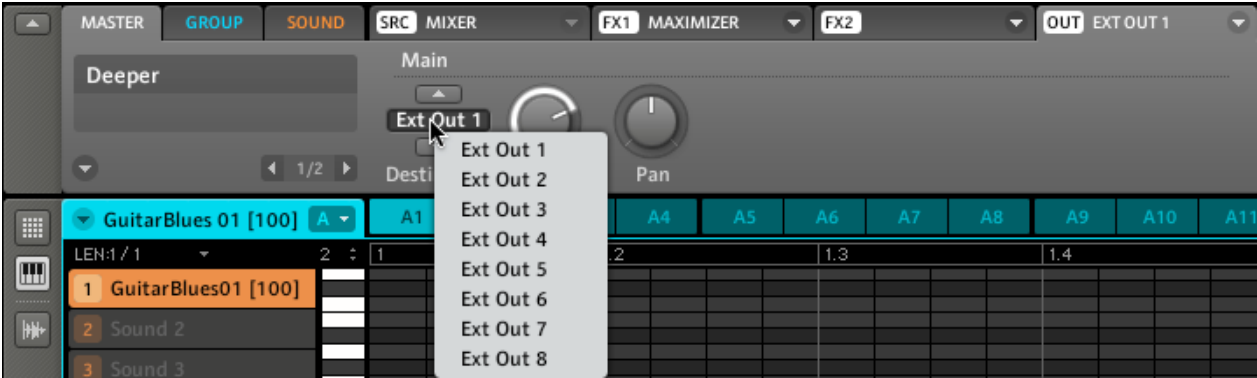 MASTER GROUP SOUND SRC MIXER FX1 MAXIMIZER FX2 OUT EXT OUT 1
Main
Deeper
Ext Out 1
1/2 Desti Pan
Ext Out 1
Ext Out 2
Ext Out 3
Ext Out 4
Ext Out 5
Ext Out 6
Ext Out 7
Ext Out 8
GuitarBlues 01 [100] A A1 A4 A5 A6 A7 A8 A9 A10 A11
LEN:1 / 1 2 1 .2 1.3 1.4
1 GuitarBlues01 [100]
2 Sound 2
3 Sound 3